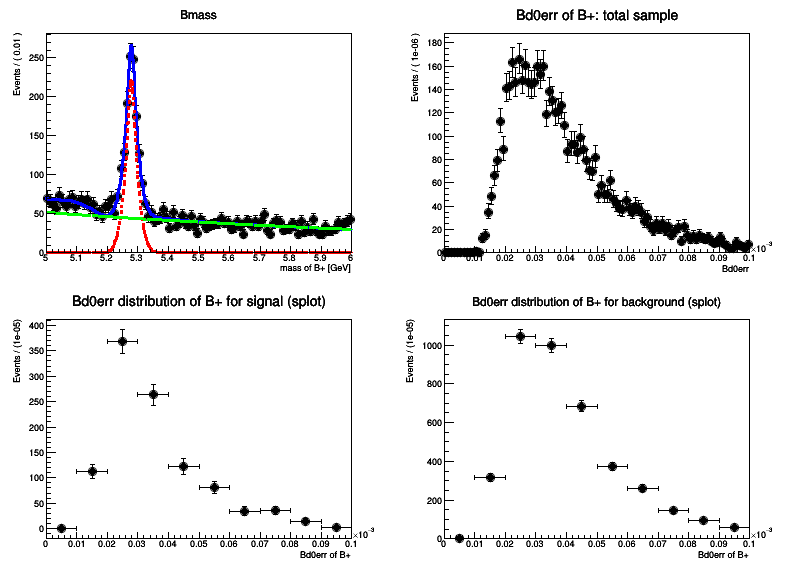 Bmass
Events / ( 0.01 )
250
200
150
100
50
0
5 5.1 5.2 5.3 5.4 5.5 5.6 5.7 5.8 5.9 6
mass of B+ [GeV]
Bd0err of B+: total sample
Events / ( 1e-06 )
180
160
140
120
100
80
60
40
20
0
0 0.01 0.02 0.03 0.04 0.05 0.06 0.07 0.08 0.09 0.1
×10⁻³
Bd0err
Bd0err distribution of B+ for signal (splot)
Events / (1e-05)
400
350
300
250
200
150
100
50
0
0 0.01 0.02 0.03 0.04 0.05 0.06 0.07 0.08 0.09 0.1
×10⁻³
Bd0err of B+
Bd0err distribution of B+ for background (splot)
Events / (1e-05)
1000
800
600
400
200
0
0 0.01 0.02 0.03 0.04 0.05 0.06 0.07 0.08 0.09 0.1
×10⁻³
Bd0err of B+